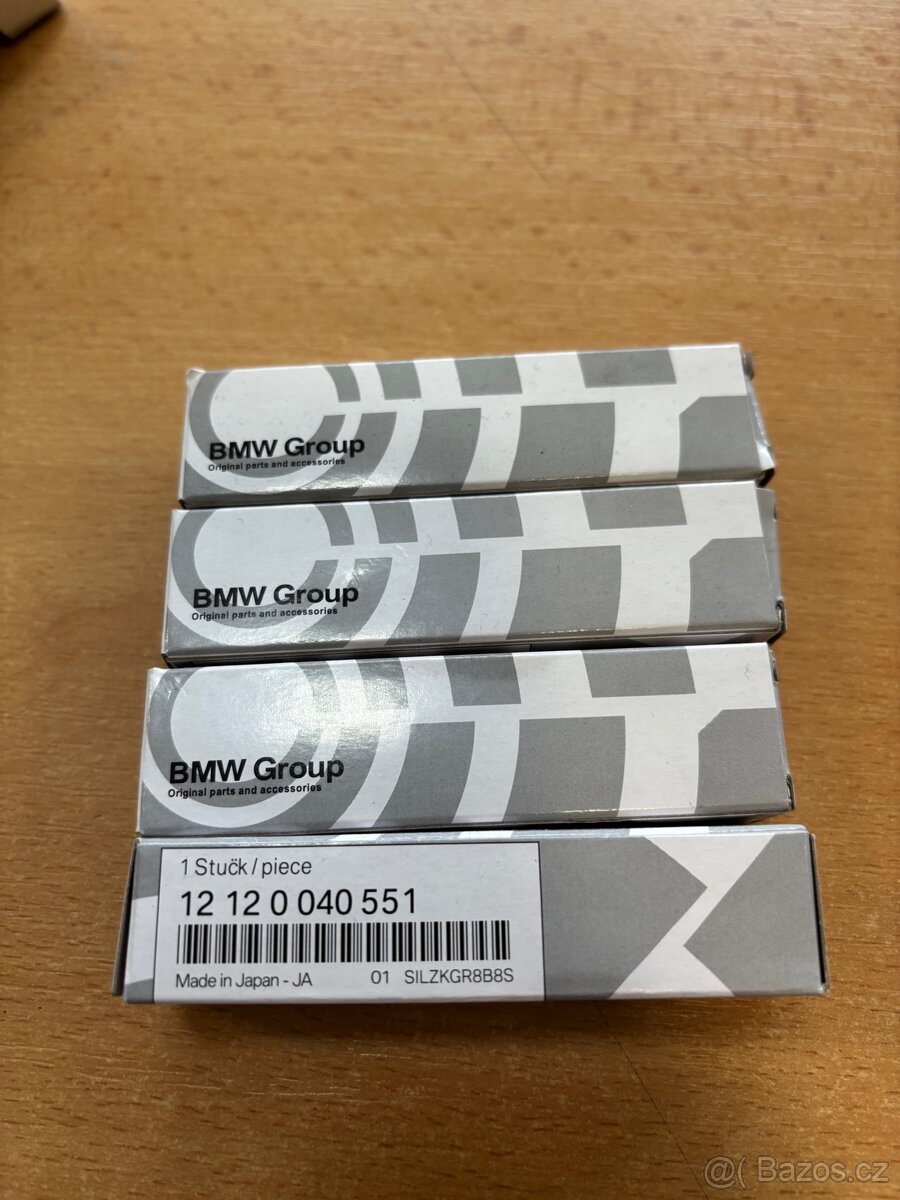 BMW Group
Original parts and accessories
BMW Group
Original parts and accessories
BMW Group
Original parts and accessories
1 Stučk / piece
12 12 0 040 551
Made in Japan - JA 01 SILZKGR8B8S
@( Bazos.cz